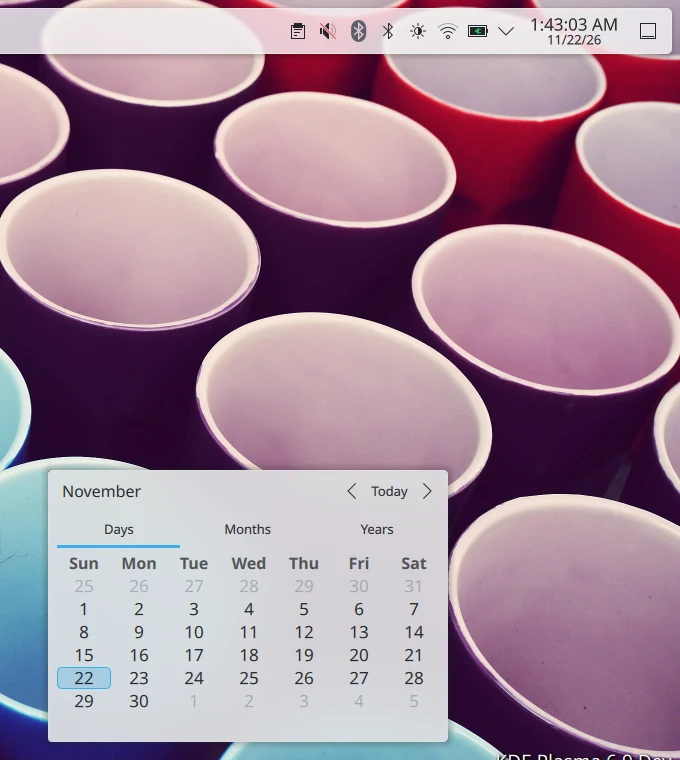 1:43:03 AM
11/22/26
November
Today
Days Months Years
Sun Mon Tue Wed Thu Fri Sat
25 26 27 28 29 30 31
1 2 3 4 5 6 7
8 9 10 11 12 13 14
15 16 17 18 19 20 21
22 23 24 25 26 27 28
29 30 1 2 3 4 5